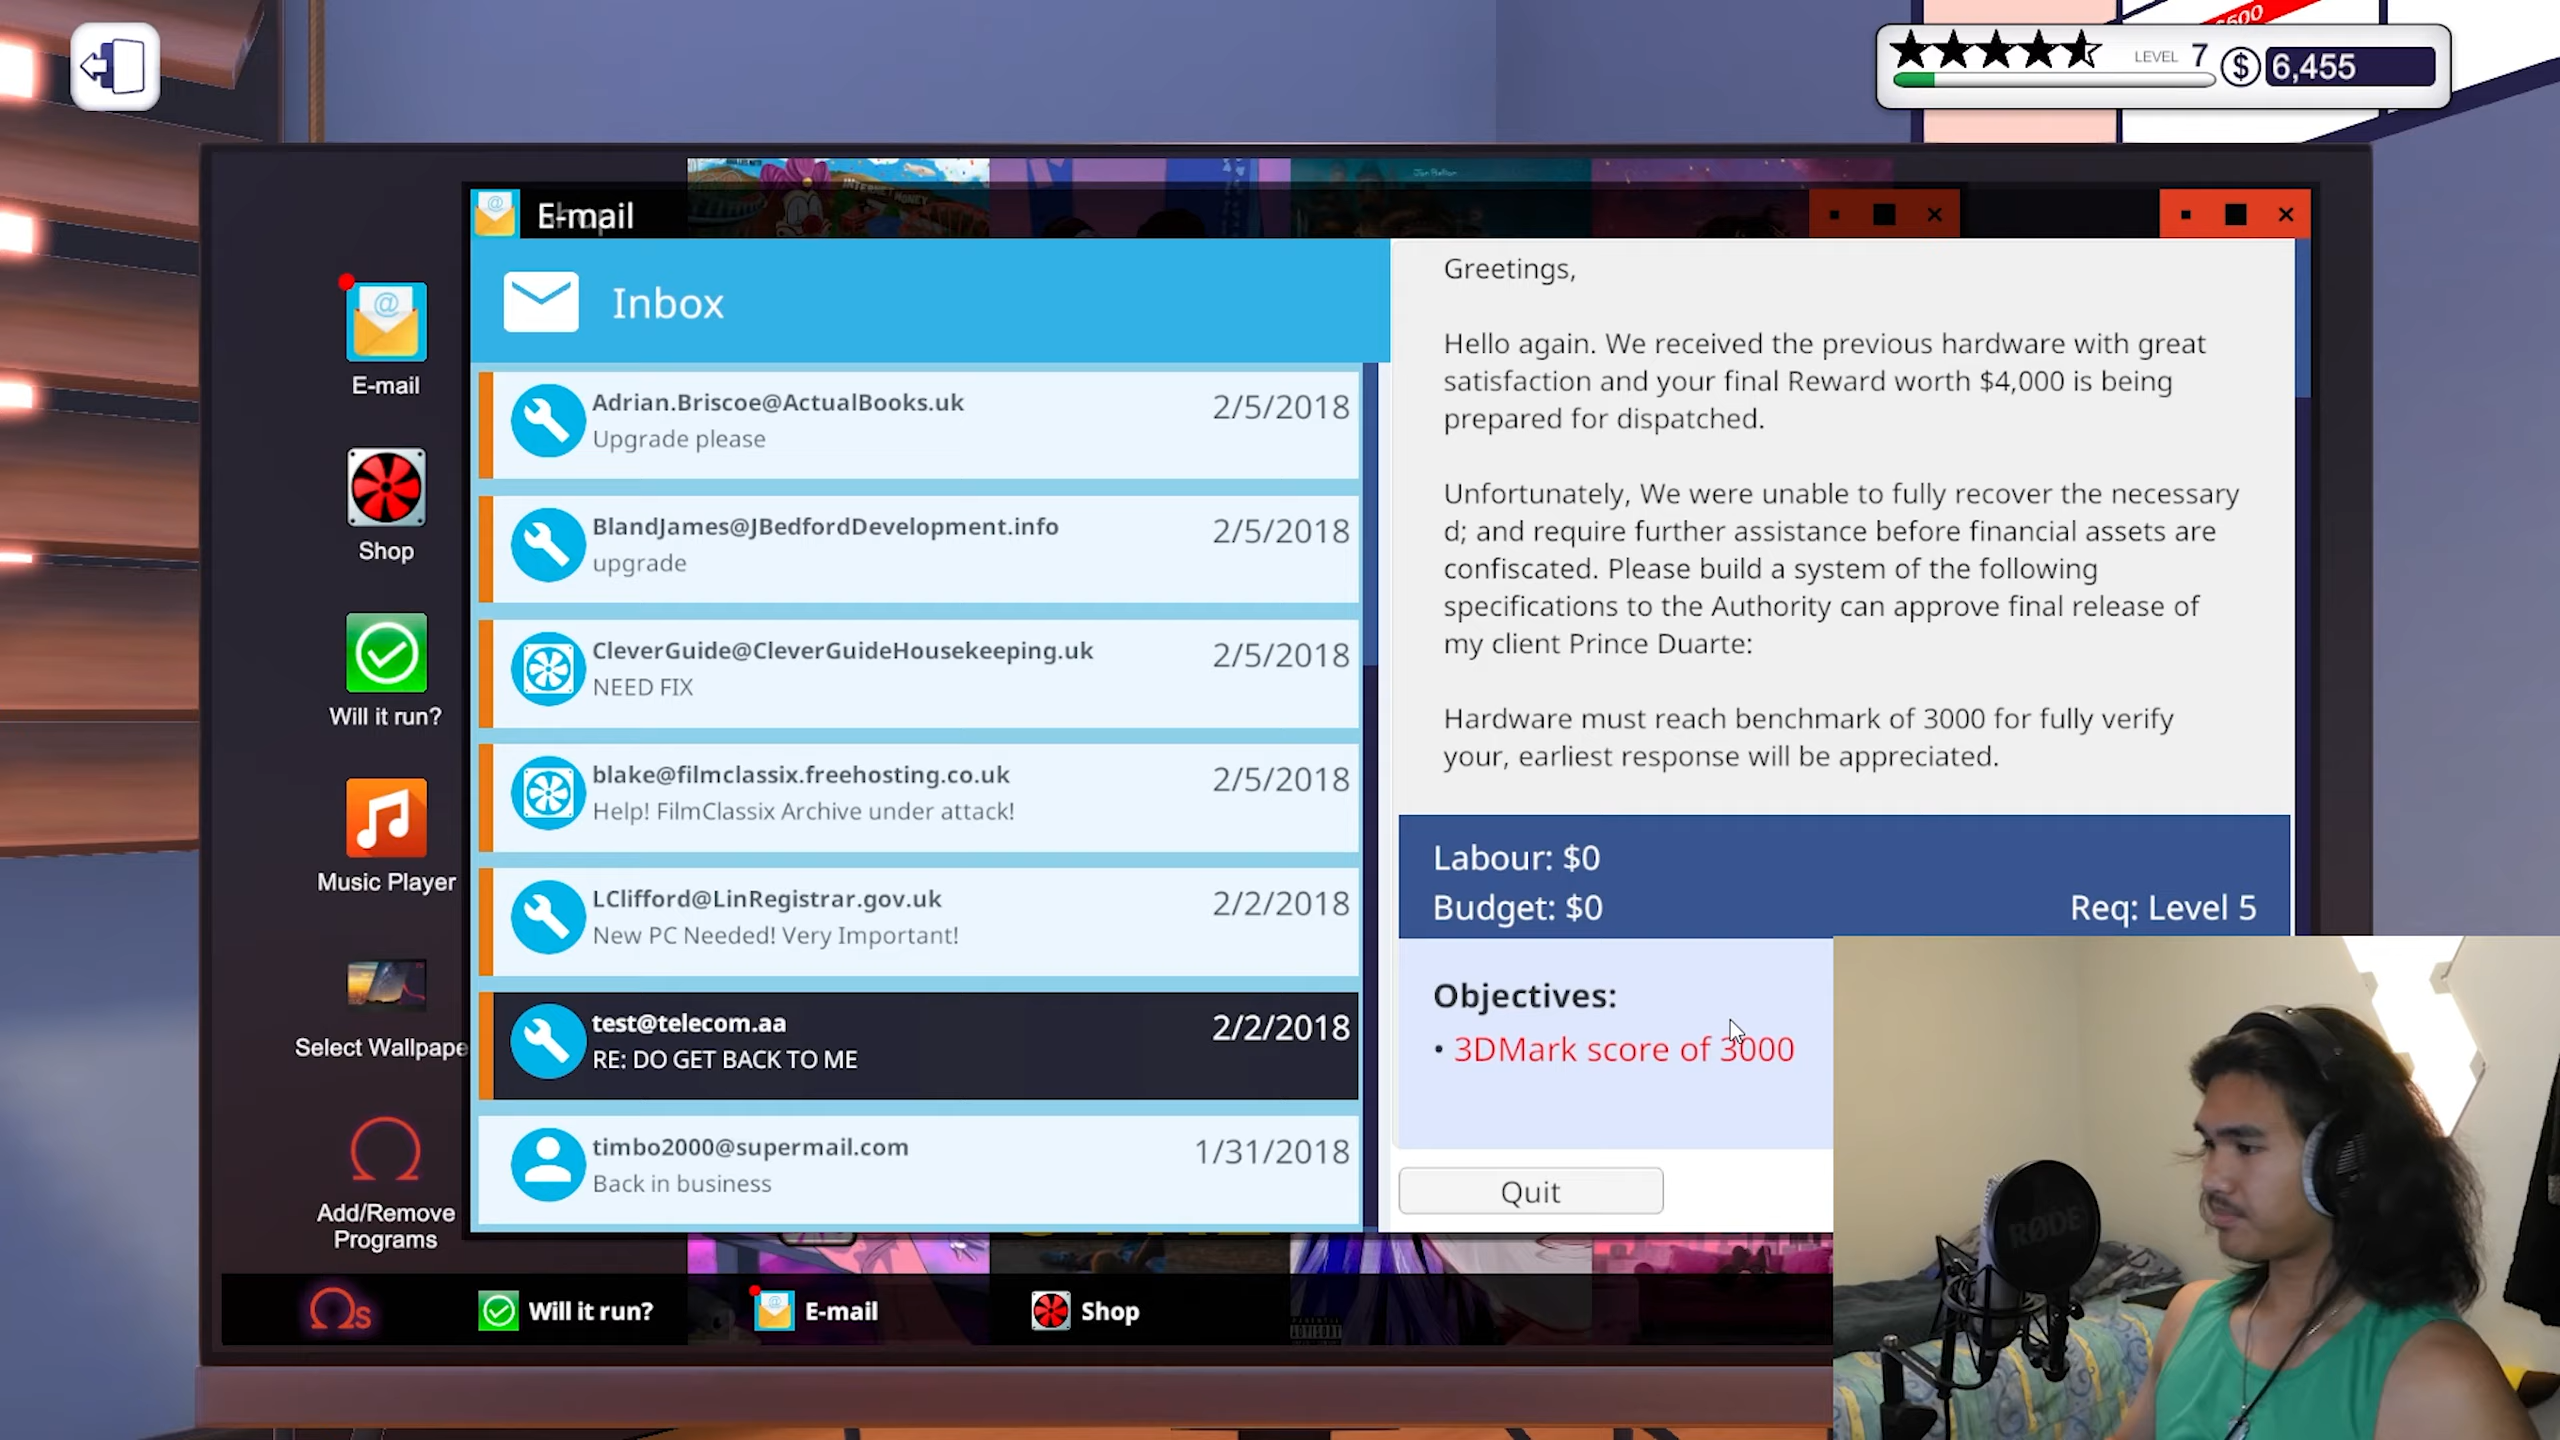 $500
LEVEL 7
$ 6,455
E-mail
Inbox
Adrian.Briscoe@ActualBooks.uk
2/5/2018
Upgrade please
BlandJames@JBedfordDevelopment.info
2/5/2018
upgrade
CleverGuide@CleverGuideHousekeeping.uk
2/5/2018
NEED FIX
blake@filmclassix.freehosting.co.uk
2/5/2018
Help! FilmClassix Archive under attack!
LClifford@LinRegistrar.gov.uk
2/2/2018
New PC Needed! Very Important!
test@telecom.aa
2/2/2018
RE: DO GET BACK TO ME
timbo2000@supermail.com
1/31/2018
Back in business
Greetings,
Hello again. We received the previous hardware with great
satisfaction and your final Reward worth $4,000 is being
prepared for dispatched.
Unfortunately, We were unable to fully recover the necessary
d; and require further assistance before financial assets are
confiscated. Please build a system of the following
specifications to the Authority can approve final release of
my client Prince Duarte:
Hardware must reach benchmark of 3000 for fully verify
your, earliest response will be appreciated.
Labour: $0
Budget: $0
Req: Level 5
Objectives:
• 3DMark score of 3000
Quit
E-mail
Shop
Will it run?
Music Player
Select Wallpape
Add/Remove
Programs
Ωs
Will it run?
E-mail
Shop
INTERNET MONEY
RØDE